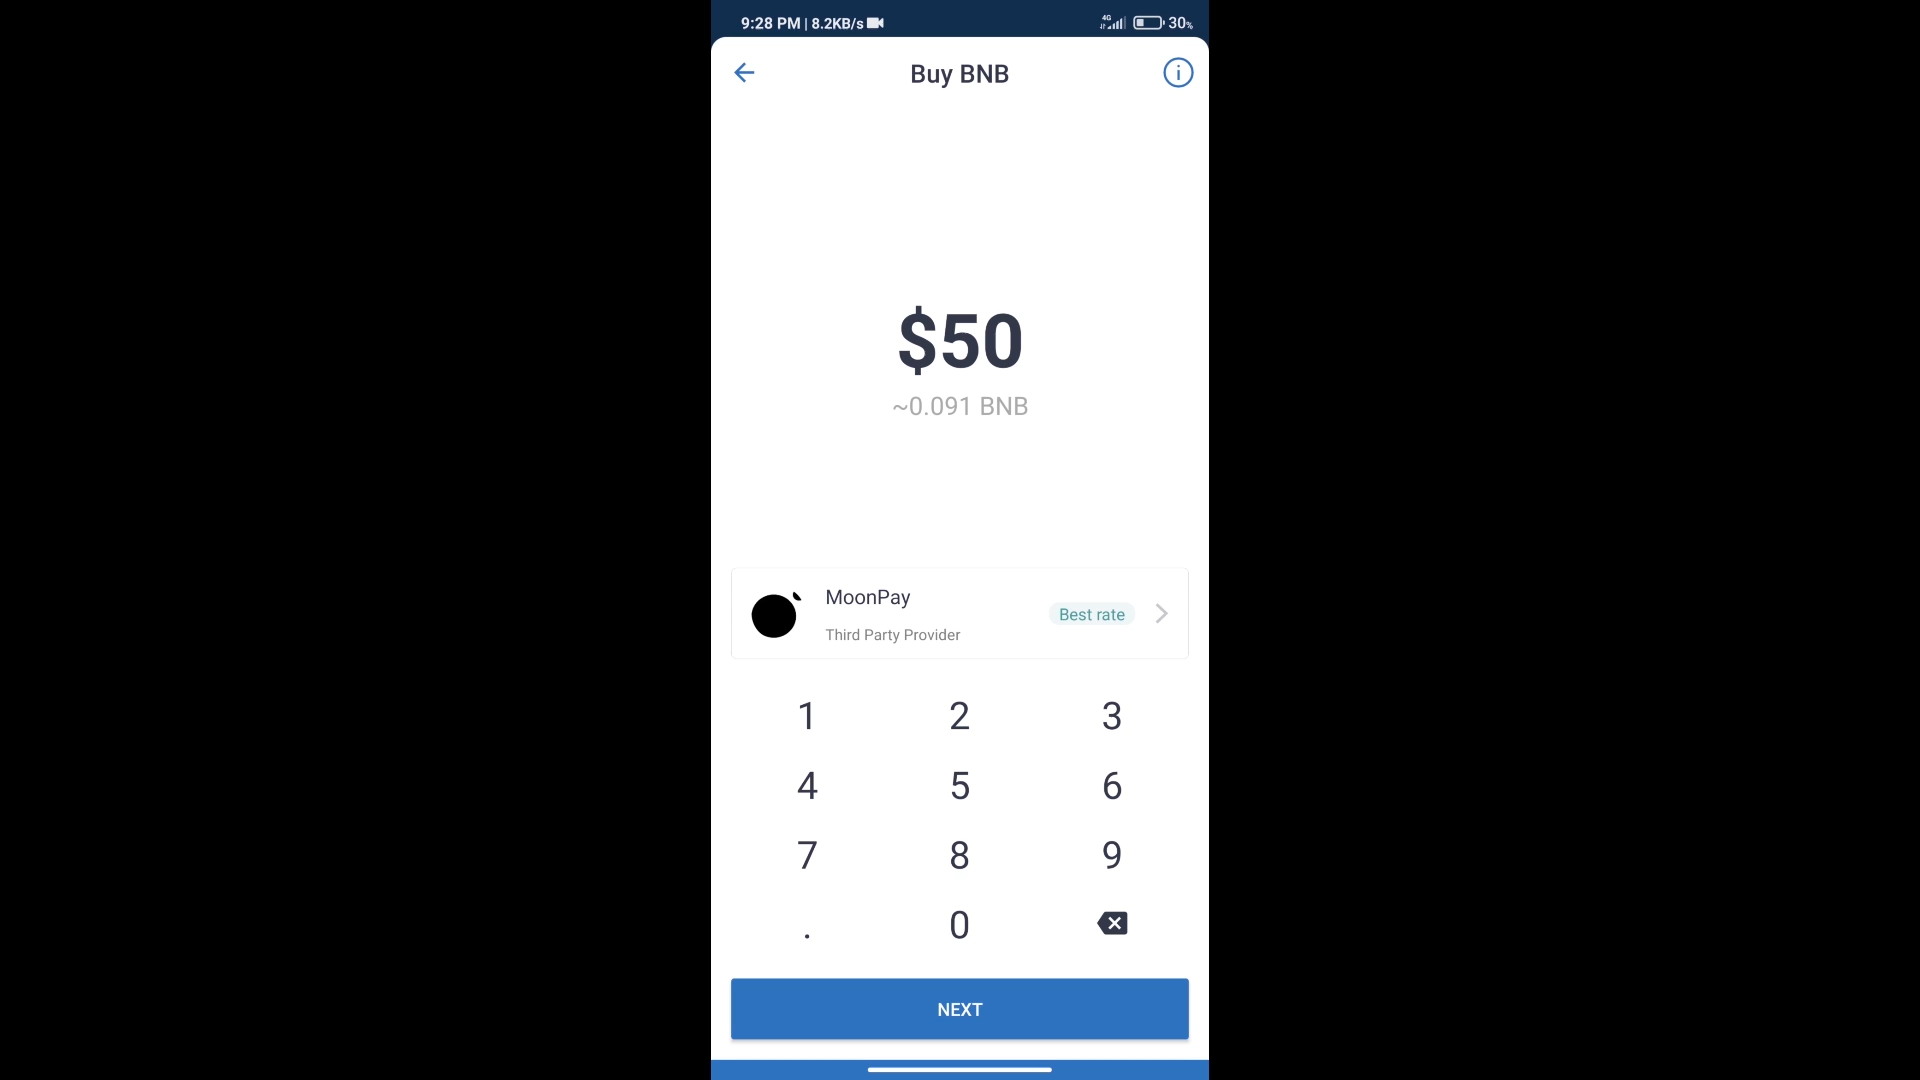 9:28 PM | 8.2KB/s
4G
30%
Buy BNB
$50
~0.091 BNB
MoonPay
Best rate
Third Party Provider
1 2 3
4 5 6
7 8 9
. 0
NEXT